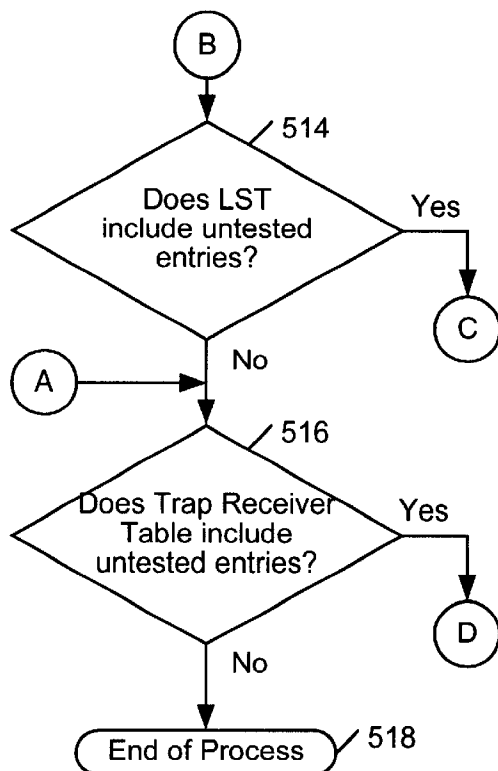 B
514
Does LST
include untested
entries?
Yes
C
No
A
516
Does Trap Receiver
Table include
untested entries?
Yes
D
No
End of Process
518